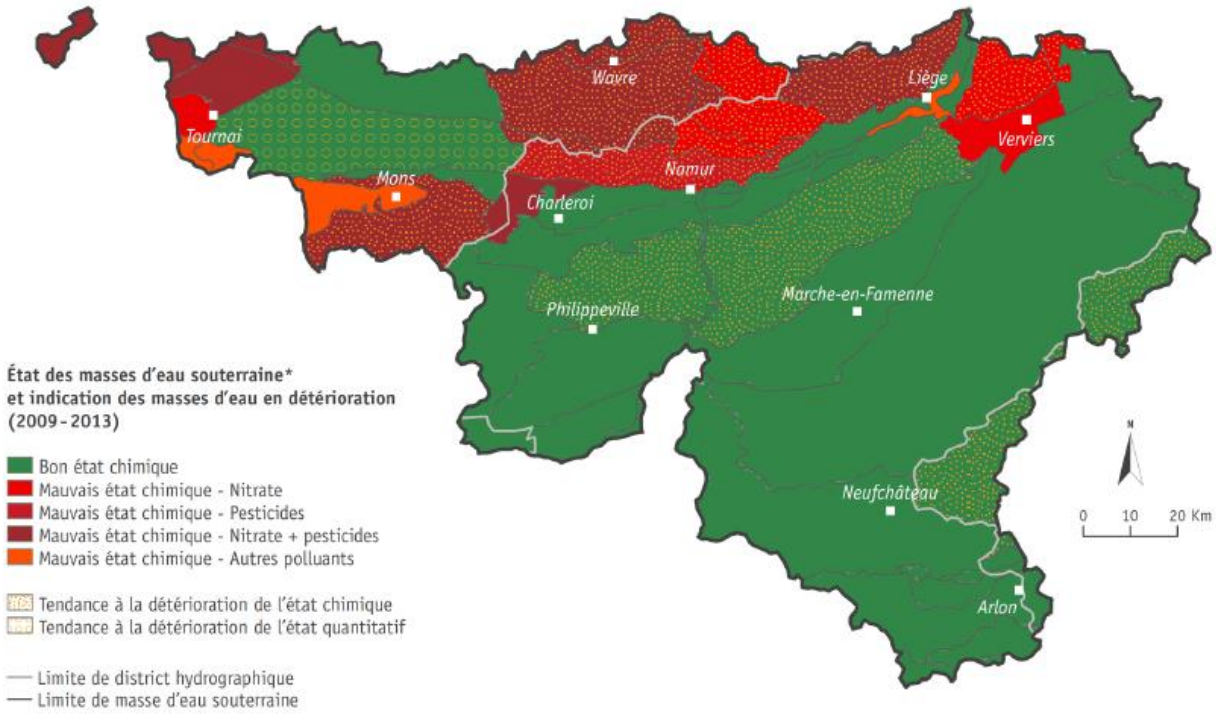 Wavre
Liège
Tournai
Verviers
Mons
Namur
Charleroi
Marche-en-Famenne
Philippeville
État des masses d'eau souterraine*
et indication des masses d'eau en détérioration
(2009-2013)
Bon état chimique
Mauvais état chimique - Nitrate
Mauvais état chimique - Pesticides
Mauvais état chimique - Nitrate + pesticides
Mauvais état chimique - Autres polluants
Tendance à la détérioration de l'état chimique
Tendance à la détérioration de l'état quantitatif
Limite de district hydrographique
Limite de masse d'eau souterraine
N
Neufchâteau
0 10 20 Km
Arlon